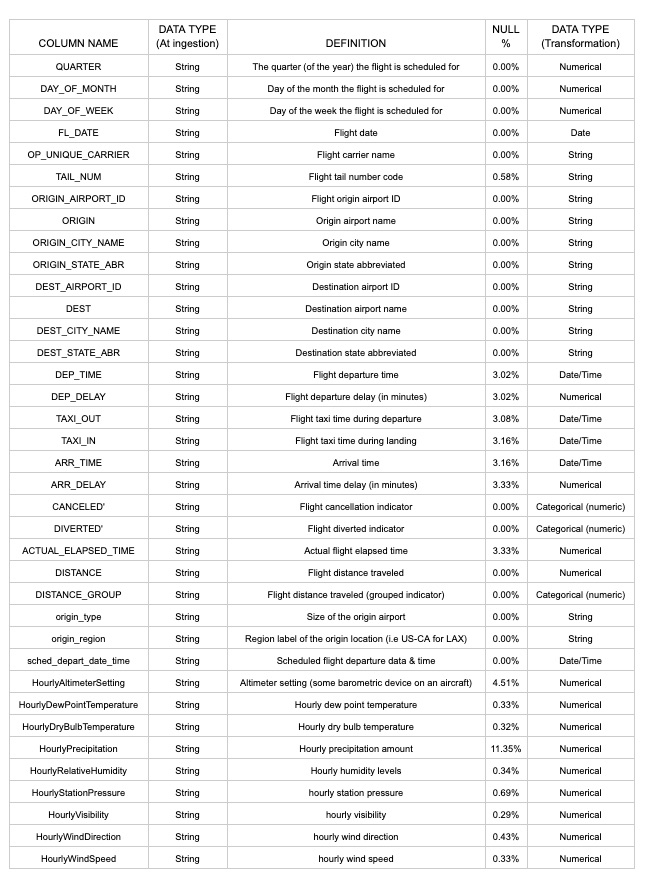 COLUMN NAME DATA TYPE (At ingestion) DEFINITION NULL % DATA TYPE (Transformation)
QUARTER String The quarter (of the year) the flight is scheduled for 0.00% Numerical
DAY_OF_MONTH String Day of the month the flight is scheduled for 0.00% Numerical
DAY_OF_WEEK String Day of the week the flight is scheduled for 0.00% Numerical
FL_DATE String Flight date 0.00% Date
OP_UNIQUE_CARRIER String Flight carrier name 0.00% String
TAIL_NUM String Flight tail number code 0.58% String
ORIGIN_AIRPORT_ID String Flight origin airport ID 0.00% String
ORIGIN String Origin airport name 0.00% String
ORIGIN_CITY_NAME String Origin city name 0.00% String
ORIGIN_STATE_ABR String Origin state abbreviated 0.00% String
DEST_AIRPORT_ID String Destination airport ID 0.00% String
DEST String Destination airport name 0.00% String
DEST_CITY_NAME String Destination city name 0.00% String
DEST_STATE_ABR String Destination state abbreviated 0.00% String
DEP_TIME String Flight departure time 3.02% Date/Time
DEP_DELAY String Flight departure delay (in minutes) 3.02% Numerical
TAXI_OUT String Flight taxi time during departure 3.08% Date/Time
TAXI_IN String Flight taxi time during landing 3.16% Date/Time
ARR_TIME String Arrival time 3.16% Date/Time
ARR_DELAY String Arrival time delay (in minutes) 3.33% Numerical
CANCELED' String Flight cancellation indicator 0.00% Categorical (numeric)
DIVERTED' String Flight diverted indicator 0.00% Categorical (numeric)
ACTUAL_ELAPSED_TIME String Actual flight elapsed time 3.33% Numerical
DISTANCE String Flight distance traveled 0.00% Numerical
DISTANCE_GROUP String Flight distance traveled (grouped indicator) 0.00% Categorical (numeric)
origin_type String Size of the origin airport 0.00% String
origin_region String Region label of the origin location (i.e US-CA for LAX) 0.00% String
sched_depart_date_time String Scheduled flight departure data & time 0.00% Date/Time
HourlyAltimeterSetting String Altimeter setting (some barometric device on an aircraft) 4.51% Numerical
HourlyDewPointTemperature String Hourly dew point temperature 0.33% Numerical
HourlyDryBulbTemperature String Hourly dry bulb temperature 0.32% Numerical
HourlyPrecipitation String Hourly precipitation amount 11.35% Numerical
HourlyRelativeHumidity String Hourly humidity levels 0.34% Numerical
HourlyStationPressure String hourly station pressure 0.69% Numerical
HourlyVisibility String hourly visibility 0.29% Numerical
HourlyWindDirection String hourly wind direction 0.43% Numerical
HourlyWindSpeed String hourly wind speed 0.33% Numerical